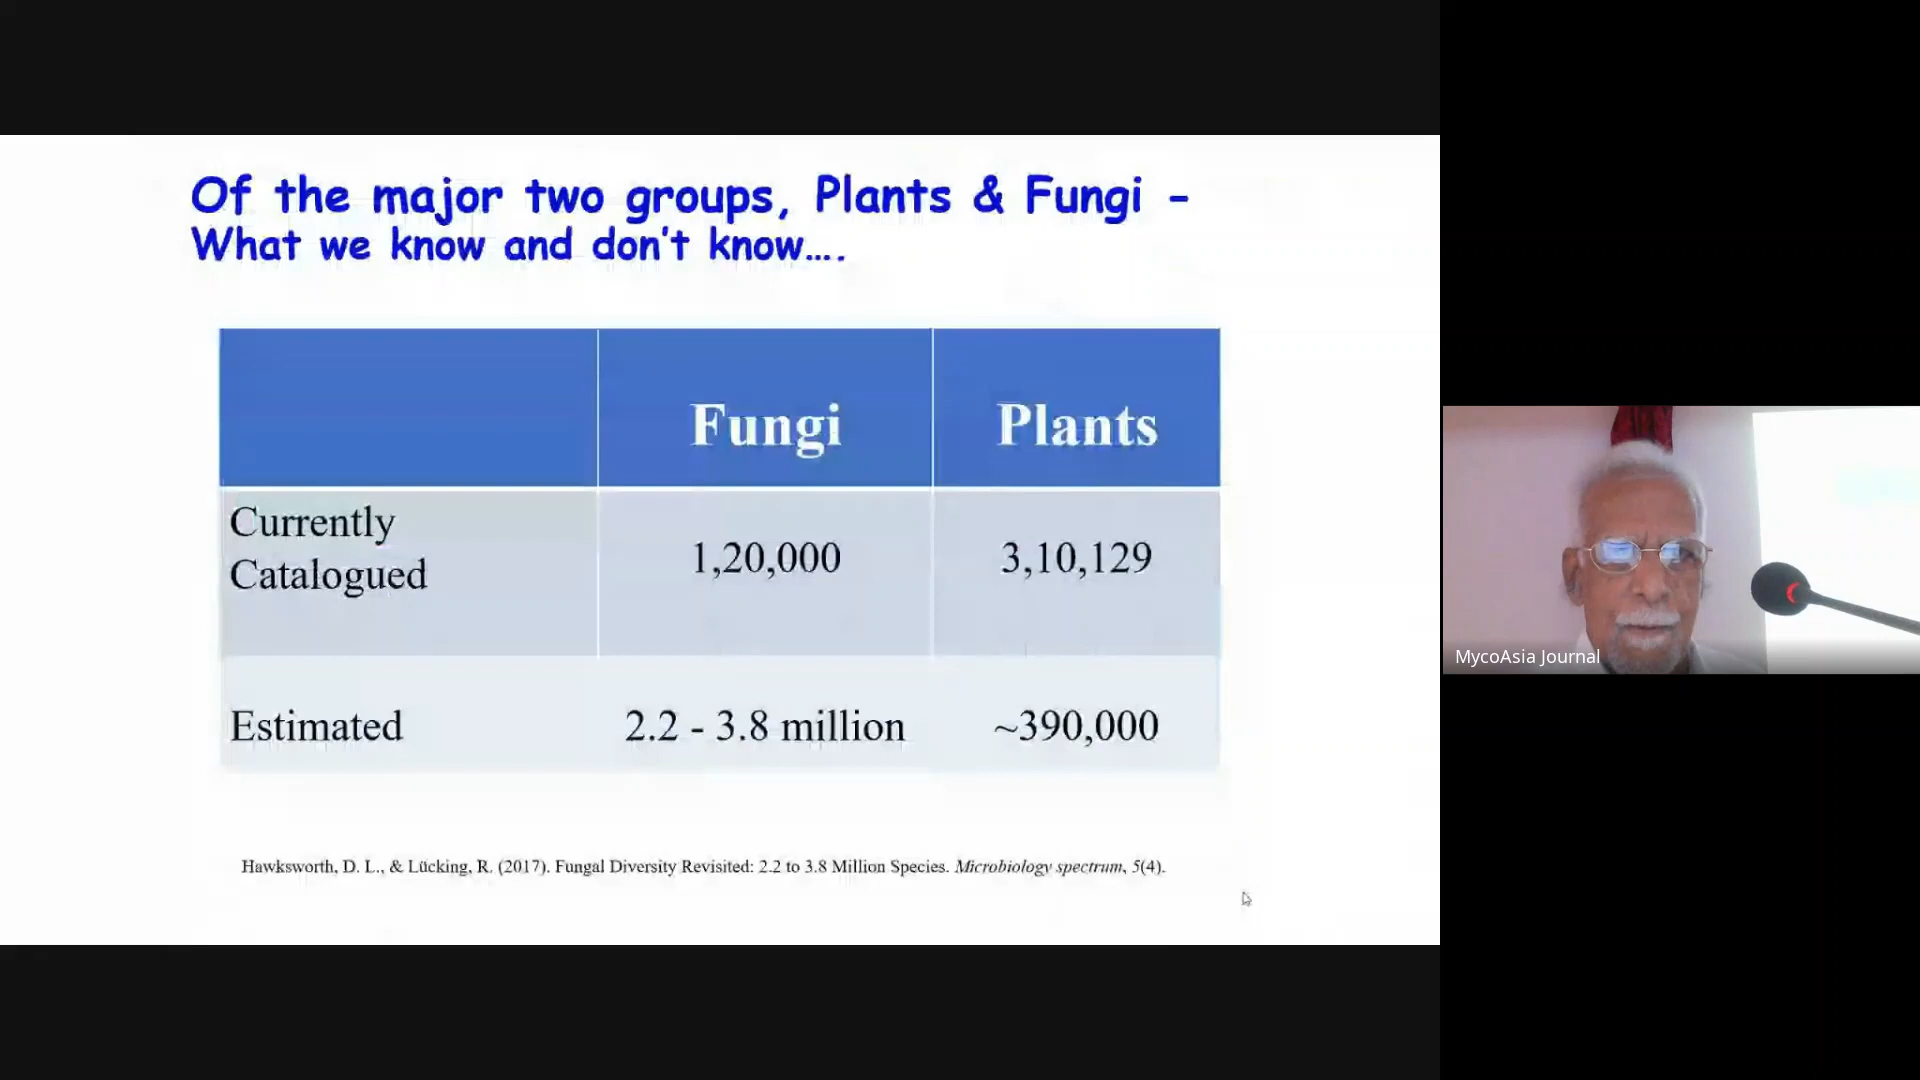 Of the major two groups, Plants & Fungi -
What we know and don't know....
Fungi
Plants
Currently
Catalogued
1,20,000
3,10,129
Estimated
2.2 - 3.8 million
~390,000
Hawksworth, D. L., & Lücking, R. (2017). Fungal Diversity Revisited: 2.2 to 3.8 Million Species. Microbiology spectrum, 5(4).
MycoAsia Journal